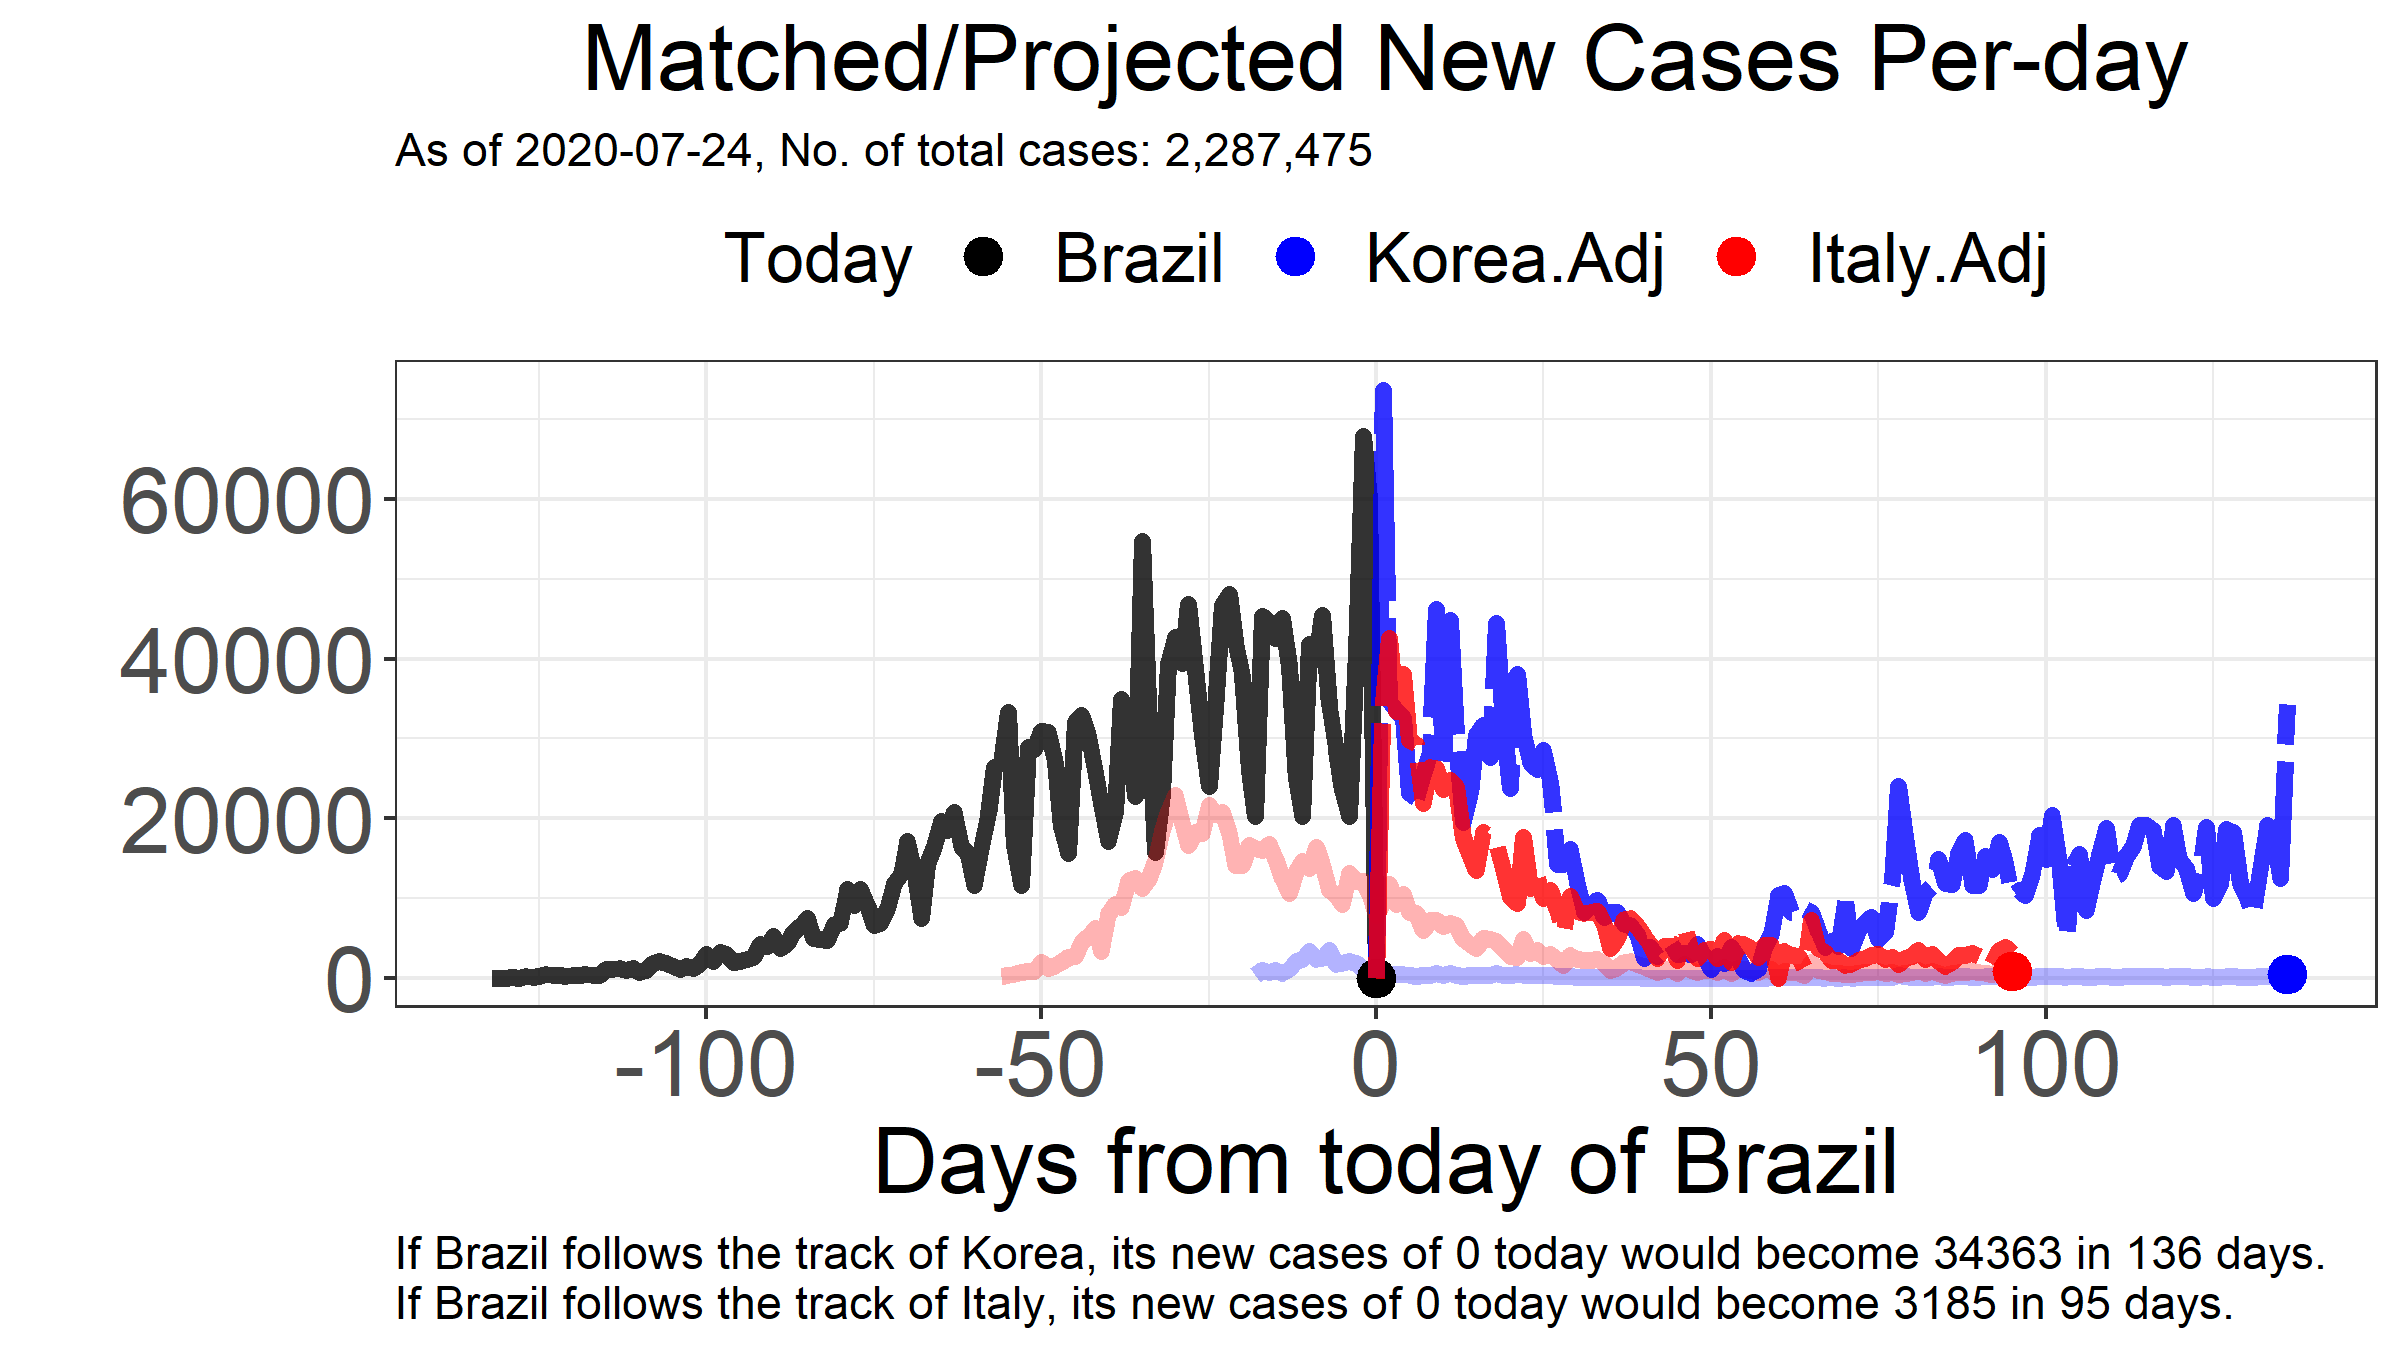 Matched/Projected New Cases Per-day
As of 2020-07-24, No. of total cases: 2,287,475
Today Brazil Korea.Adj Italy.Adj
60000
40000
20000
0
-100 -50 0 50 100
Days from today of Brazil
If Brazil follows the track of Korea, its new cases of 0 today would become 34363 in 136 days.
If Brazil follows the track of Italy, its new cases of 0 today would become 3185 in 95 days.